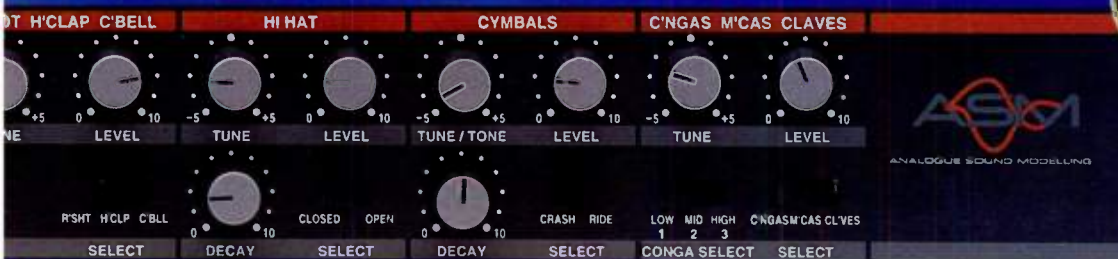 H'CLAP C'BELL HI HAT CYMBALS C'NGAS M'CAS CLAVES
+5 0 10 -5 +5 0 10 -5 +5 0 10 -5 +5 0 10
LEVEL TUNE LEVEL TUNE / TONE LEVEL TUNE LEVEL
ASM
ANALOGUE SOUND MODELLING
R'SHT H'CLP C'BLL CLOSED OPEN CRASH RIDE LOW MID HIGH C'NGAS M'CAS CL'VES
0 10 0 10 1 2 3
SELECT DECAY SELECT DECAY SELECT CONGA SELECT SELECT